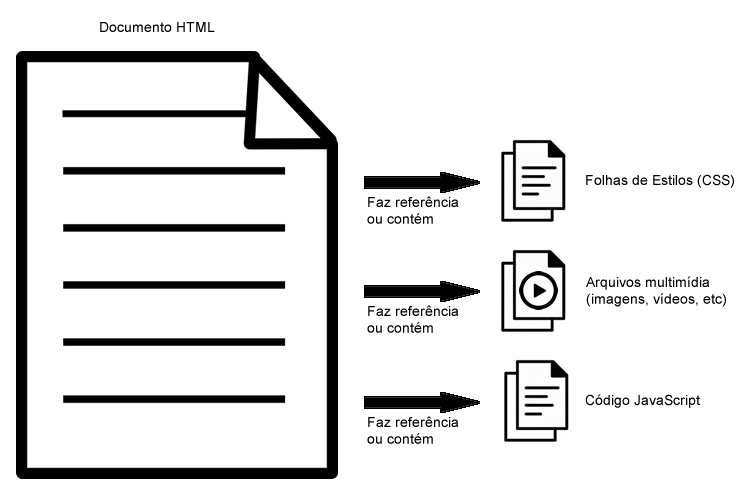 Documento HTML
Faz referência
ou contém
Folhas de Estilos (CSS)
Faz referência
ou contém
Arquivos multimídia
(imagens, vídeos, etc)
Faz referência
ou contém
Código JavaScript